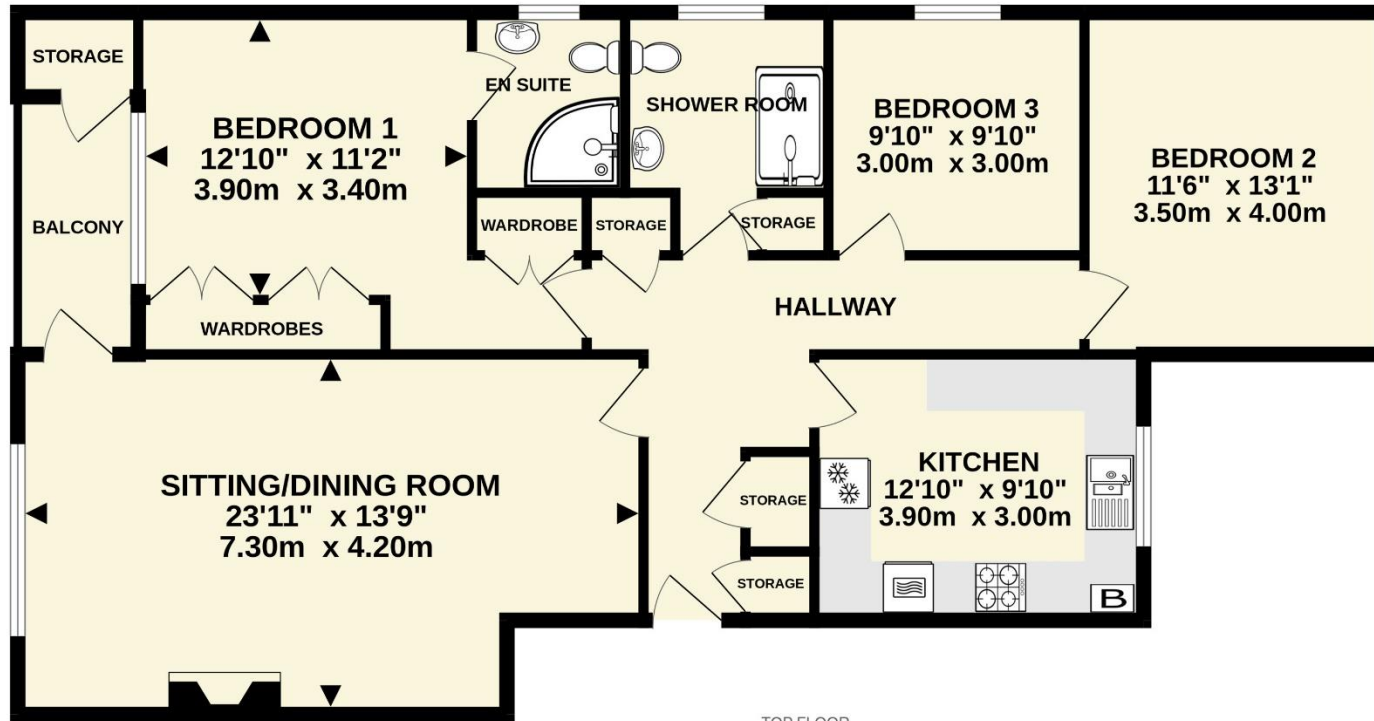 STORAGE
BEDROOM 1
12'10" x 11'2"
3.90m x 3.40m
EN SUITE
SHOWER ROOM
BEDROOM 3
9'10" x 9'10"
3.00m x 3.00m
BEDROOM 2
11'6" x 13'1"
3.50m x 4.00m
BALCONY
WARDROBE
STORAGE
STORAGE
WARDROBES
HALLWAY
SITTING/DINING ROOM
23'11" x 13'9"
7.30m x 4.20m
STORAGE
STORAGE
KITCHEN
12'10" x 9'10"
3.90m x 3.00m
B
TOP FLOOR